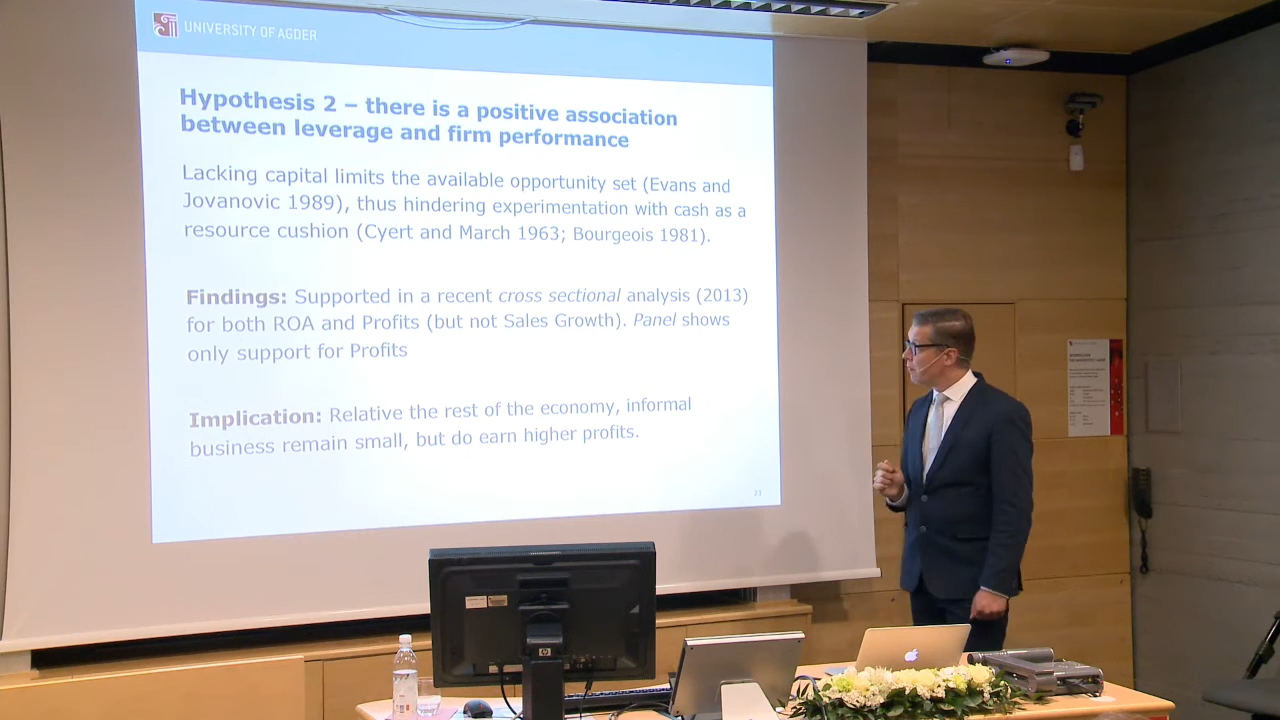 UNIVERSITY OF AGDER
Hypothesis 2 – there is a positive association
between leverage and firm performance
Lacking capital limits the available opportunity set (Evans and
Jovanovic 1989), thus hindering experimentation with cash as a
resource cushion (Cyert and March 1963; Bourgeois 1981).
Findings: Supported in a recent cross sectional analysis (2013)
for both ROA and Profits (but not Sales Growth). Panel shows
only support for Profits
Implication: Relative the rest of the economy, informal
business remain small, but do earn higher profits.
23
hp